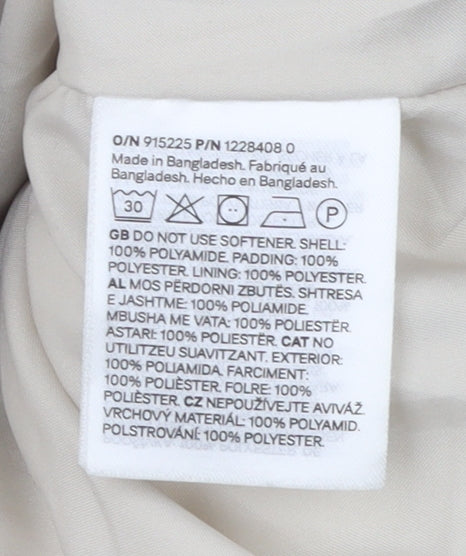 O/N 915225 P/N 1228408 0
Made in Bangladesh. Fabriqué au
Bangladesh. Hecho en Bangladesh.
30 P
GB DO NOT USE SOFTENER. SHELL:
100% POLYAMIDE. PADDING: 100%
POLYESTER. LINING: 100% POLYESTER.
AL MOS PËRDORNI ZBUTËS. SHTRESA
E JASHTME: 100% POLIAMIDE.
MBUSHA ME VATA: 100% POLIESTËR.
ASTARI: 100% POLIESTËR. CAT NO
UTILITZEU SUAVITZANT. EXTERIOR:
100% POLIAMIDA. FARCIMENT:
100% POLIÈSTER. FOLRE: 100%
POLIÈSTER. CZ NEPOUŽÍVEJTE AVIVÁŽ.
VRCHOVÝ MATERIÁL: 100% POLYAMID.
POLSTROVÁNÍ: 100% POLYESTER.